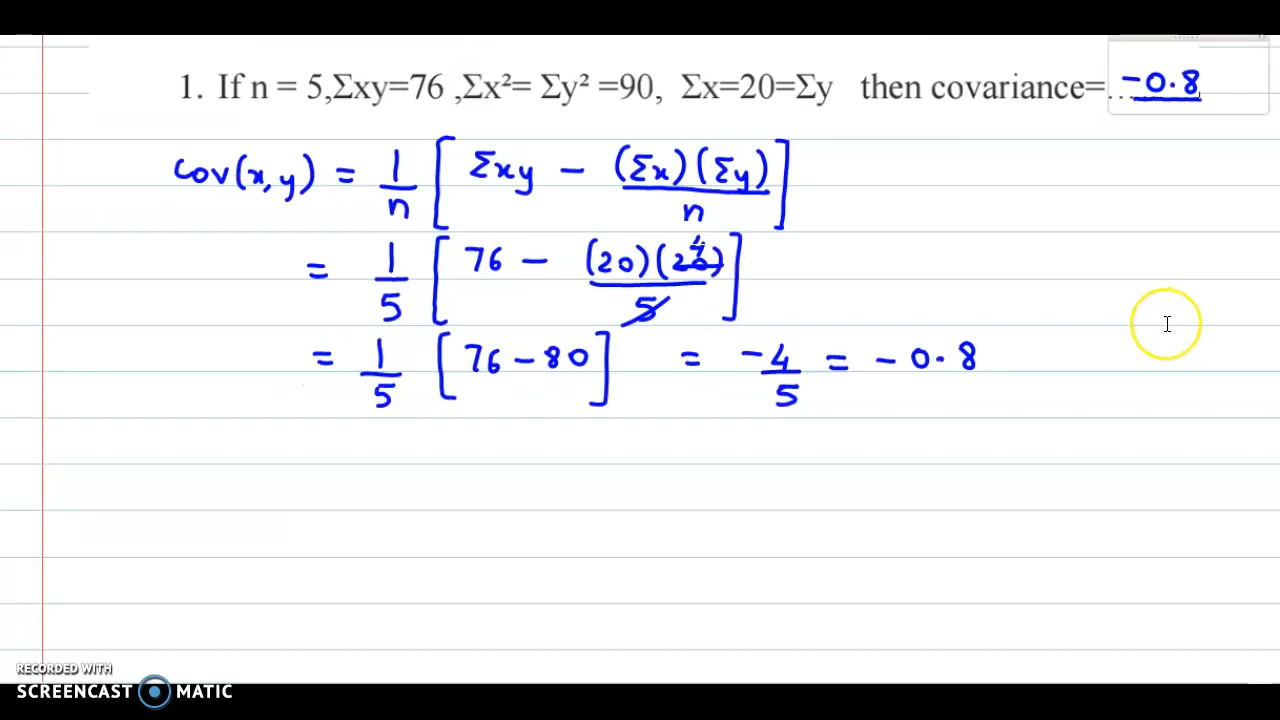 1. If n = 5,Σxy=76 ,Σx²= Σy² =90, Σx=20=Σy then covariance=... -0.8
Cov(x,y) = 1/n [ Σxy - (Σx)(Σy)/n ]
= 1/5 [ 76 - (20)(20)/5 ] 4
= 1/5 [ 76 - 80 ] = -4/5 = -0.8
RECORDED WITH
SCREENCAST MATIC